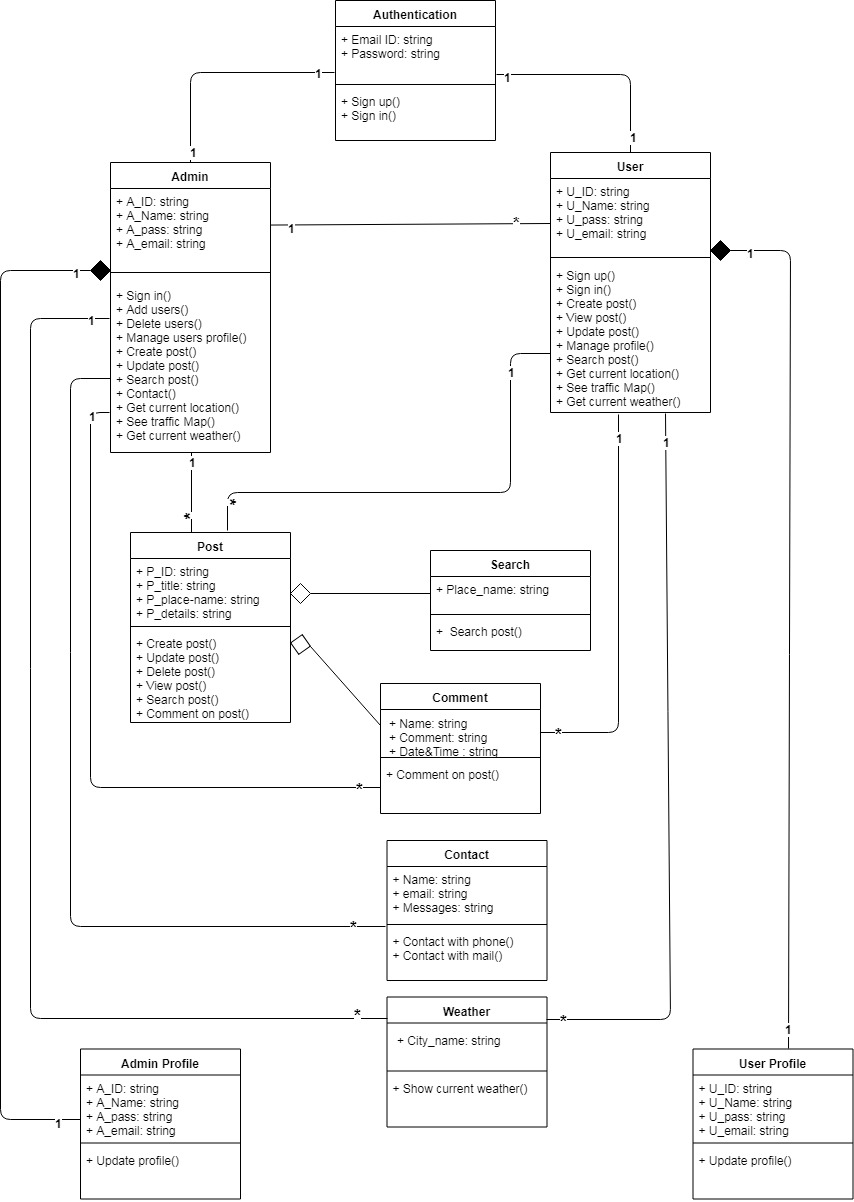 Authentication
+ Email ID: string
+ Password: string
+ Sign up()
+ Sign in()
1
1
1
1
Admin
+ A_ID: string
+ A_Name: string
+ A_pass: string
+ A_email: string
+ Sign in()
+ Add users()
+ Delete users()
+ Manage users profile()
+ Create post()
+ Update post()
+ Search post()
+ Contact()
+ Get current location()
+ See traffic Map()
+ Get current weather()
1
*
User
+ U_ID: string
+ U_Name: string
+ U_pass: string
+ U_email: string
+ Sign up()
+ Sign in()
+ Create post()
+ View post()
+ Update post()
+ Manage profile()
+ Search post()
+ Get current location()
+ See traffic Map()
+ Get current weather()
1
1
1
1
1
1
1
1
*
*
Post
+ P_ID: string
+ P_title: string
+ P_place-name: string
+ P_details: string
+ Create post()
+ Update post()
+ Delete post()
+ View post()
+ Search post()
+ Comment on post()
Search
+ Place_name: string
+ Search post()
Comment
+ Name: string
+ Comment: string
+ Date&Time : string
+ Comment on post()
*
*
Contact
+ Name: string
+ email: string
+ Messages: string
+ Contact with phone()
+ Contact with mail()
*
Weather
+ City_name: string
+ Show current weather()
*
*
Admin Profile
+ A_ID: string
+ A_Name: string
+ A_pass: string
+ A_email: string
+ Update profile()
1
1
User Profile
+ U_ID: string
+ U_Name: string
+ U_pass: string
+ U_email: string
+ Update profile()